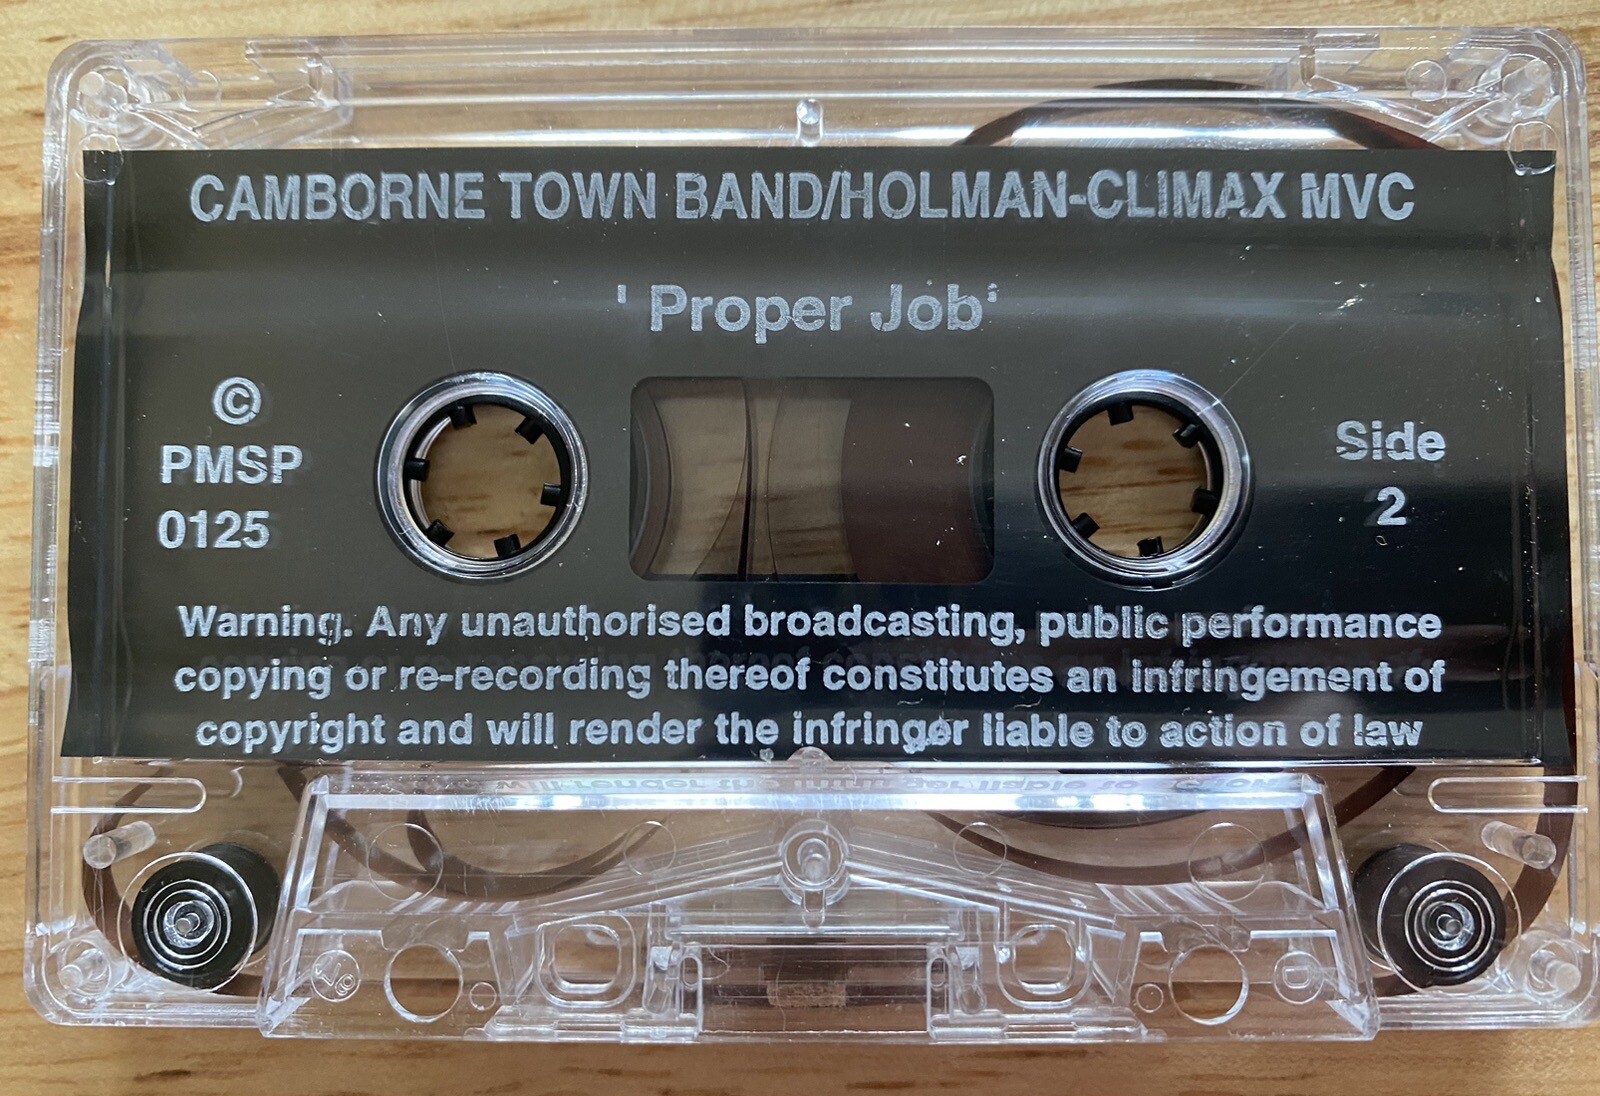 CAMBORNE TOWN BAND/HOLMAN-CLIMAX MVC
' Proper Job'
©
PMSP
0125
Side
2
Warning. Any unauthorised broadcasting, public performance
copying or re-recording thereof constitutes an infringement of
copyright and will render the infringer liable to action of law